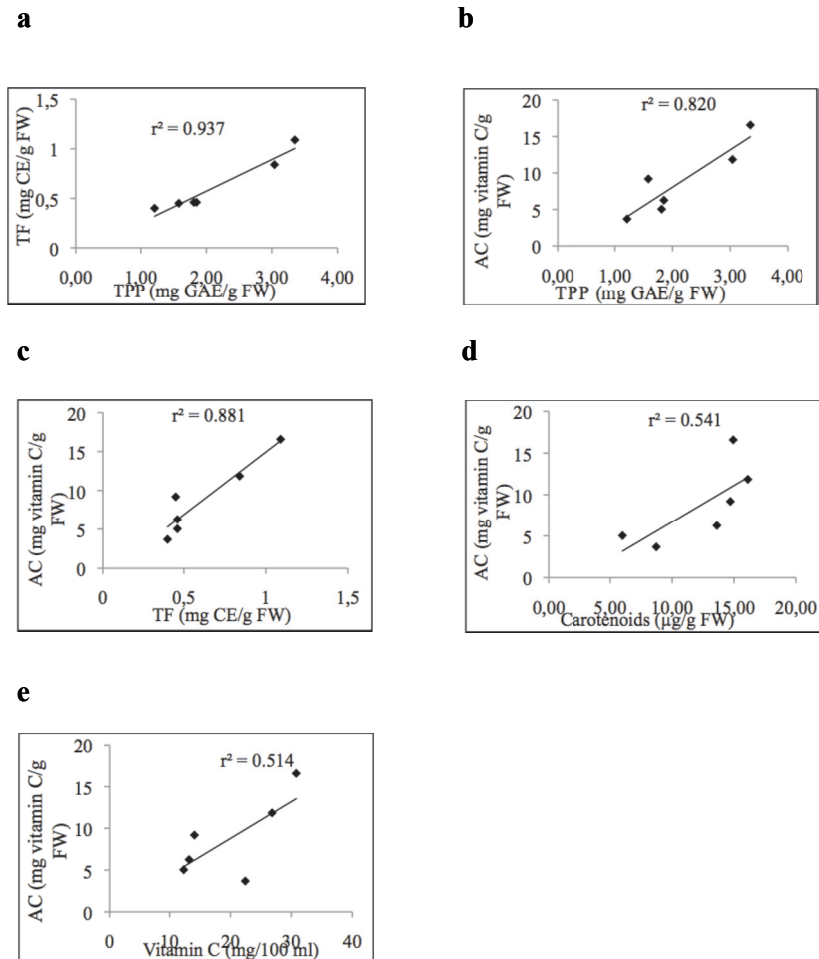 a
b
1,5
1
0,5
0
TF (mg CE/g FW)
r² = 0.937
0,00 1,00 2,00 3,00 4,00
TPP (mg GAE/g FW)
20
15
10
5
0
AC (mg vitamin C/g
FW)
r² = 0.820
0,00 1,00 2,00 3,00 4,00
TPP (mg GAE/g FW)
c
d
20
15
10
5
0
AC (mg vitamin C/g
FW)
r² = 0.881
0 0,5 1 1,5
TF (mg CE/g FW)
20
15
10
5
0
AC (mg vitamin C/g
FW)
r² = 0.541
0,00 5,00 10,00 15,00 20,00
Carotenoids (µg/g FW)
e
20
15
10
5
0
AC (mg vitamin C/g
FW)
r² = 0.514
0 10 20 30 40
Vitamin C (mg/100 ml)